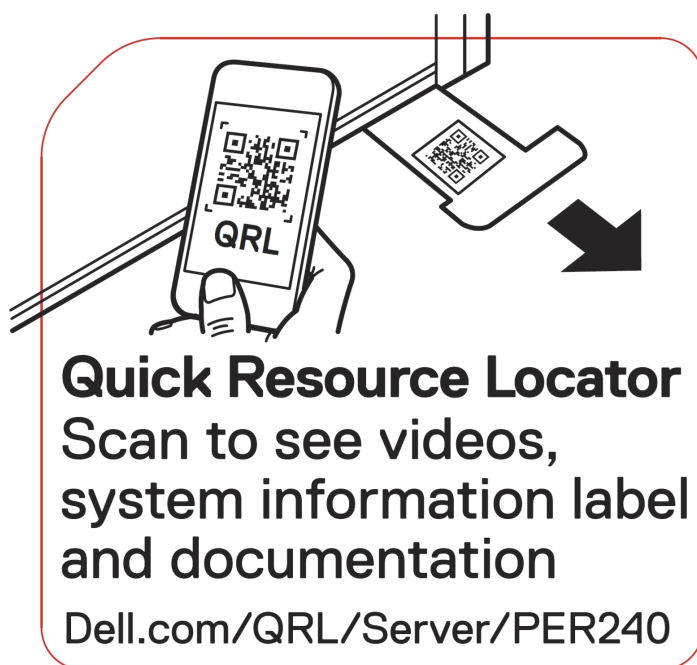 QRL
Quick Resource Locator
Scan to see videos,
system information label
and documentation
Dell.com/QRL/Server/PER240